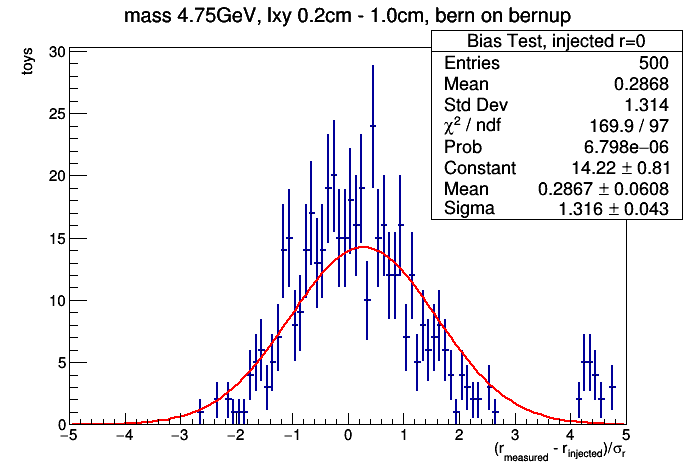 mass 4.75GeV, lxy 0.2cm - 1.0cm, bern on bernup
Bias Test, injected r=0
Entries 500
Mean 0.2868
Std Dev 1.314
χ² / ndf 169.9 / 97
Prob 6.798e−06
Constant 14.22 ± 0.81
Mean 0.2867 ± 0.0608
Sigma 1.316 ± 0.043
toys
30
25
20
15
10
5
0
−5 −4 −3 −2 −1 0 1 2 3 4 5
(r_measured - r_injected)/σ_r